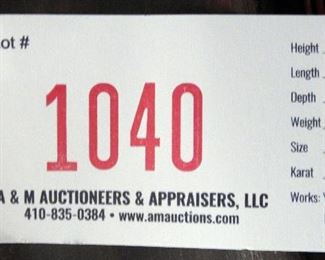 ot #
1040
A & M AUCTIONEERS & APPRAISERS, LLC
410-835-0384 • www.amauctions.com
Height
Length
Depth
Weight
Size
Karat
Works: